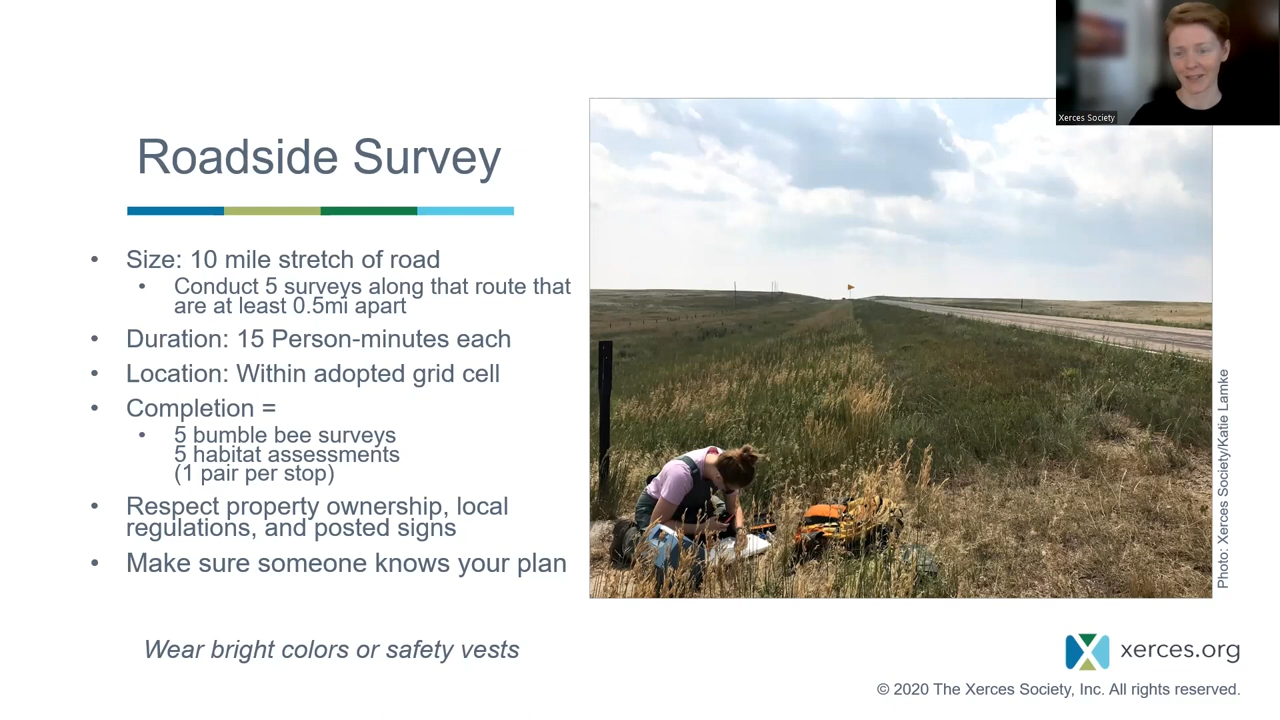 Xerces Society
Roadside Survey
• Size: 10 mile stretch of road
• Conduct 5 surveys along that route that
are at least 0.5mi apart
• Duration: 15 Person-minutes each
• Location: Within adopted grid cell
• Completion =
• 5 bumble bee surveys
5 habitat assessments
(1 pair per stop)
• Respect property ownership, local
regulations, and posted signs
• Make sure someone knows your plan
Wear bright colors or safety vests
Photo: Xerces Society/Katie Lamke
xerces.org
© 2020 The Xerces Society, Inc. All rights reserved.